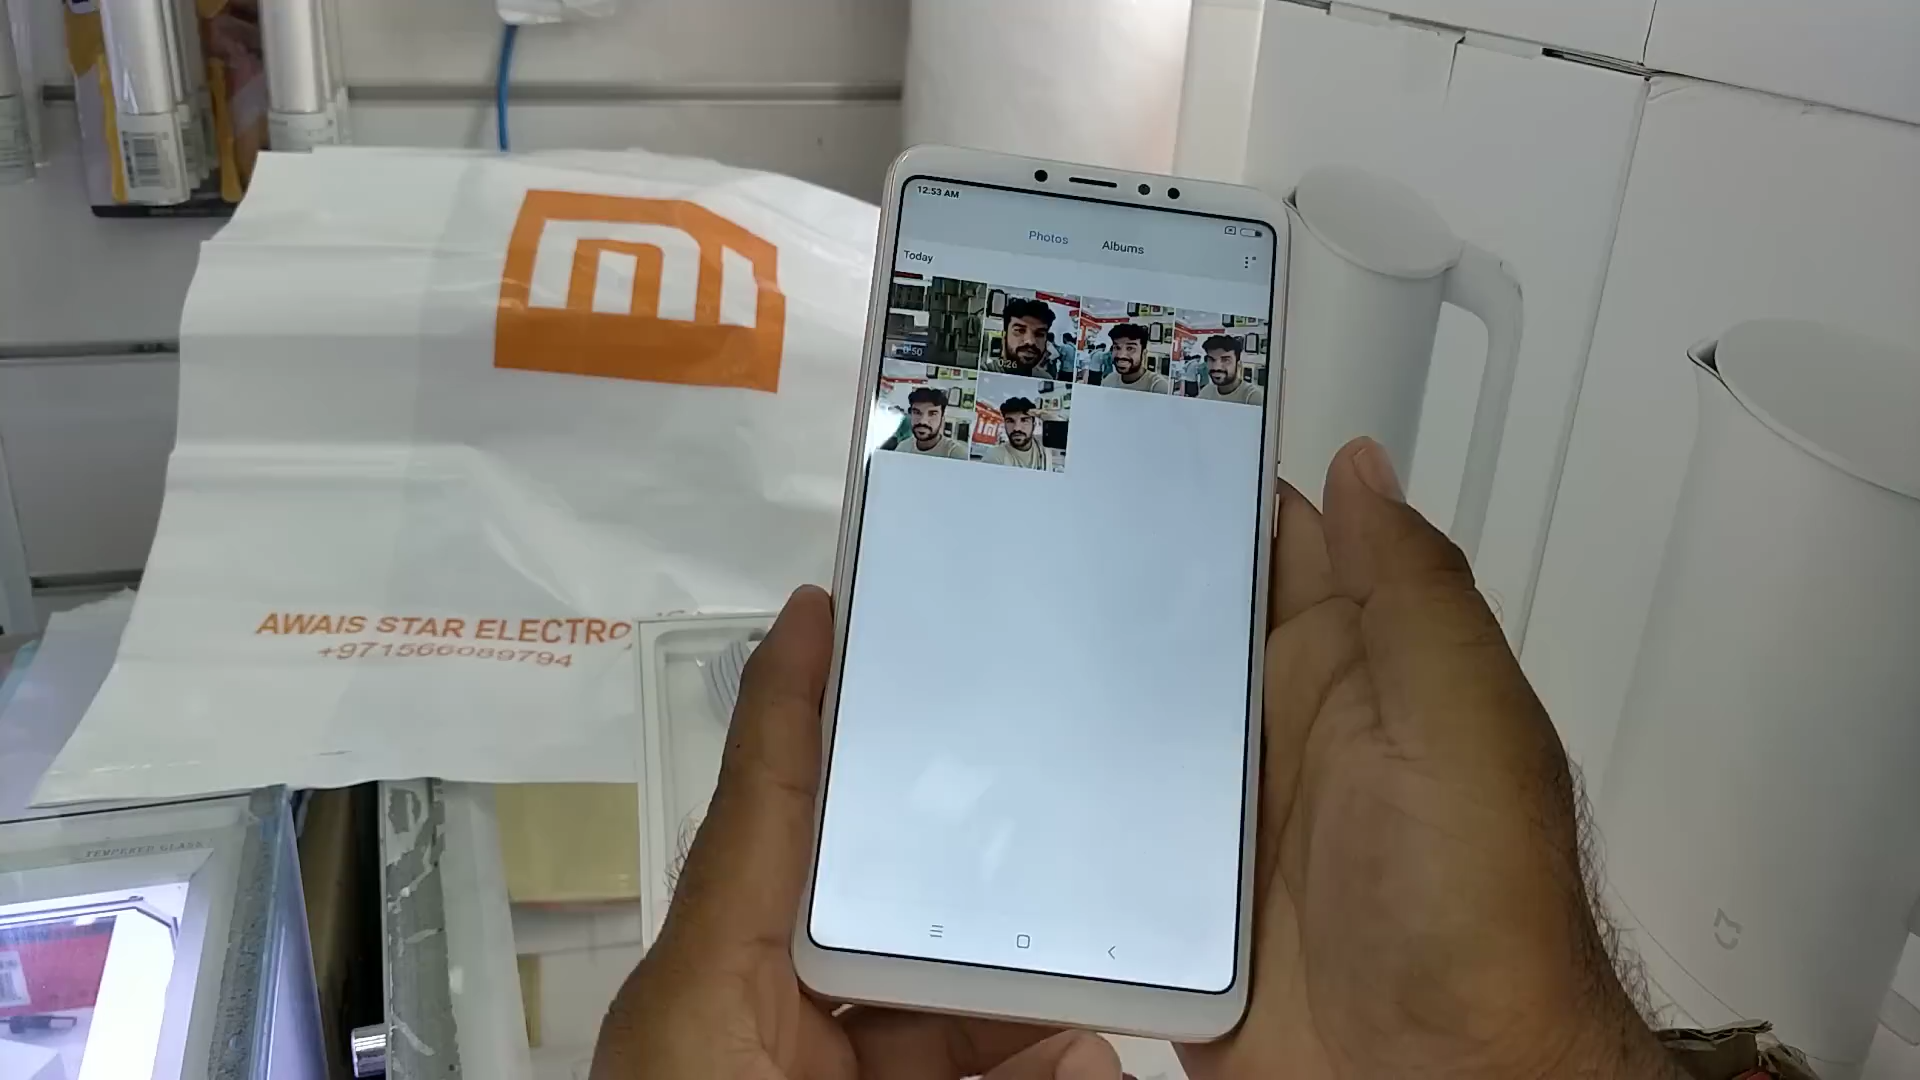 mi
AWAIS STAR ELECTRO
+971566089794
12:53 AM
Photos Albums
Today
0:50
0:26
TEMPERED GLASS